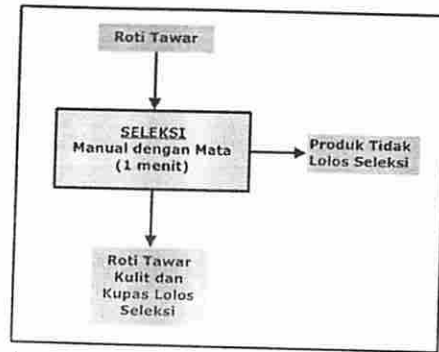 Roti Tawar
SELEKSI
Manual dengan Mata
(1 menit)
Produk Tidak
Lolos Seleksi
Roti Tawar
Kulit dan
Kupas Lolos
Seleksi